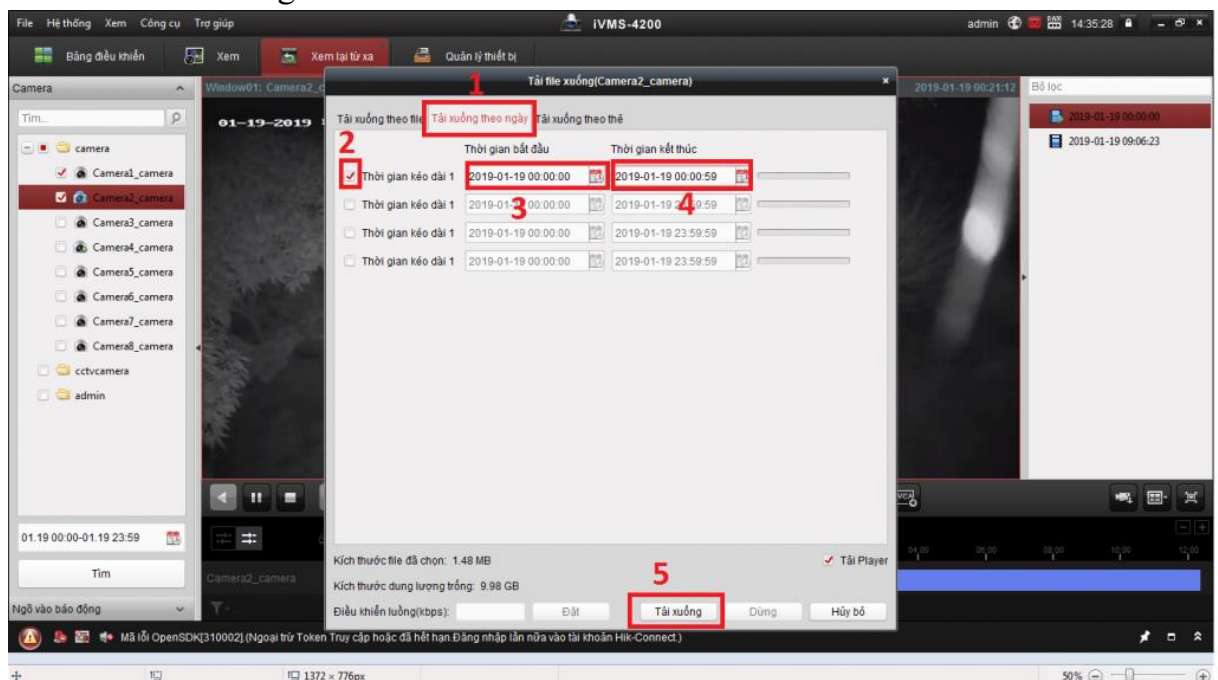 File Hệ thống Xem Công cụ Trợ giúp
iVMS-4200
admin
14:35:28
Bảng điều khiển
Xem
Xem lại từ xa
Quản lý thiết bị
Camera
Window01: Camera2_c
Tải file xuống(Camera2_camera)
2019-01-19 00:21:12
Bộ lọc
1
Tìm...
01-19-2019
Tải xuống theo file
Tải xuống theo ngày
Tải xuống theo thẻ
2019-01-19 00:00:00
2019-01-19 09:06:23
camera
Camera1_camera
Camera2_camera
Camera3_camera
Camera4_camera
Camera5_camera
Camera6_camera
Camera7_camera
Camera8_camera
cctvcamera
admin
2
Thời gian bắt đầu
Thời gian kết thúc
Thời gian kéo dài 1 2019-01-19 00:00:00 2019-01-19 00:00:59
3
4
Thời gian kéo dài 1 2019-01-19 00:00:00 2019-01-19 23:59:59
Thời gian kéo dài 1 2019-01-19 00:00:00 2019-01-19 23:59:59
Thời gian kéo dài 1 2019-01-19 00:00:00 2019-01-19 23:59:59
01.19 00:00-01.19 23:59
Tìm
Ngõ vào báo động
Camera2_camera
04:00 06:00 08:00 10:00 12:00
Kích thước file đã chọn: 1.48 MB
Tải Player
Kích thước dung lượng trống: 9.98 GB
5
Điều khiển luồng(kbps):
Đặt
Tải xuống
Dừng
Hủy bỏ
Mã lỗi OpenSDK[310002].(Ngoại trừ Token Truy cập hoặc đã hết hạn.Đăng nhập lần nữa vào tài khoản Hik-Connect.)
1372 × 776px
50%